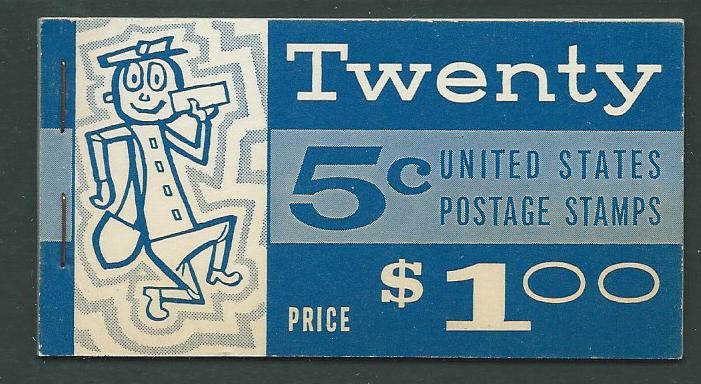 Twenty
5c UNITED STATES
POSTAGE STAMPS
PRICE $1.00